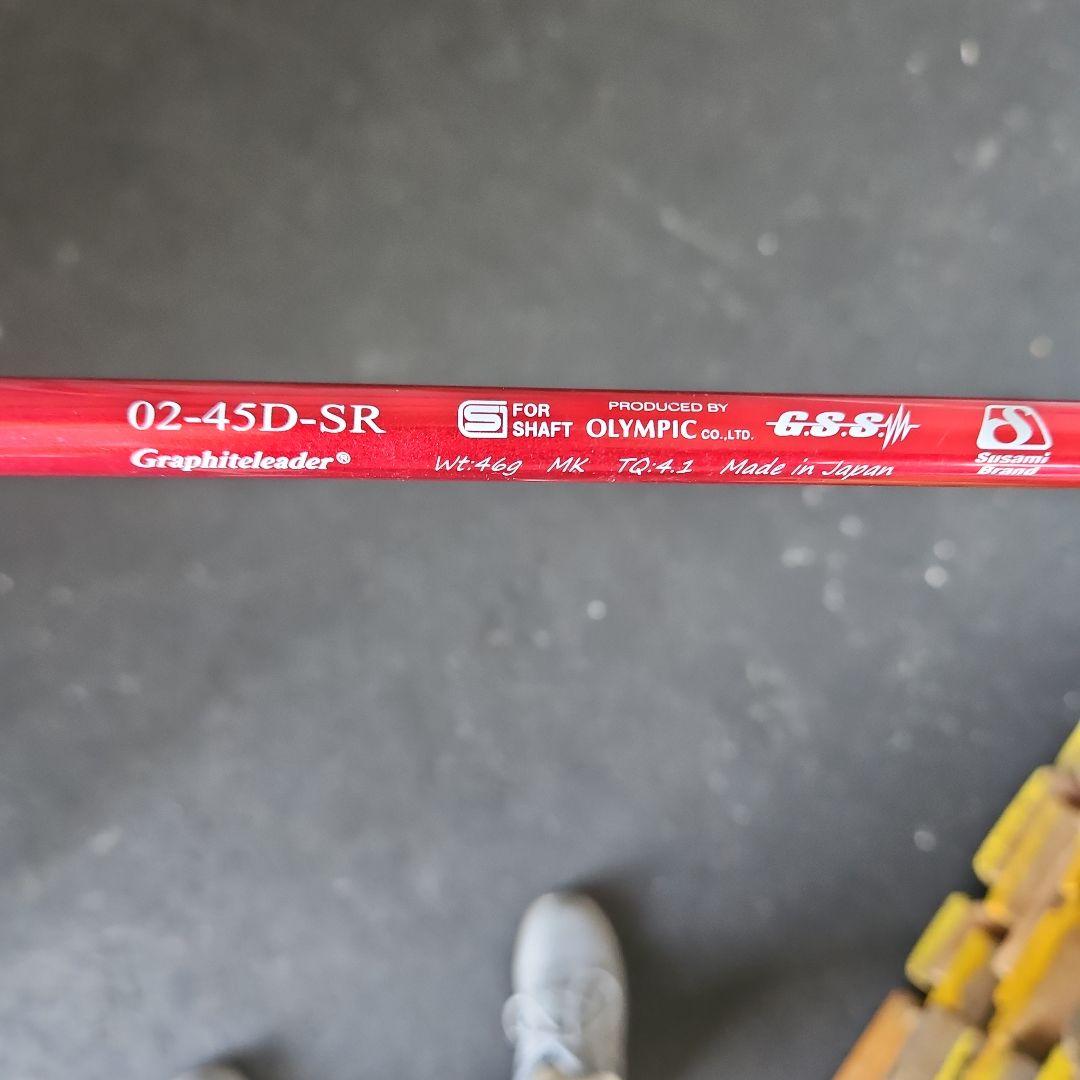 02-45D-SR
Graphiteleader®
S FOR SHAFT
PRODUCED BY
OLYMPIC CO.,LTD.
G.S.S.
Wt:46g MK TQ:4.1 Made in Japan
Susami
Brand